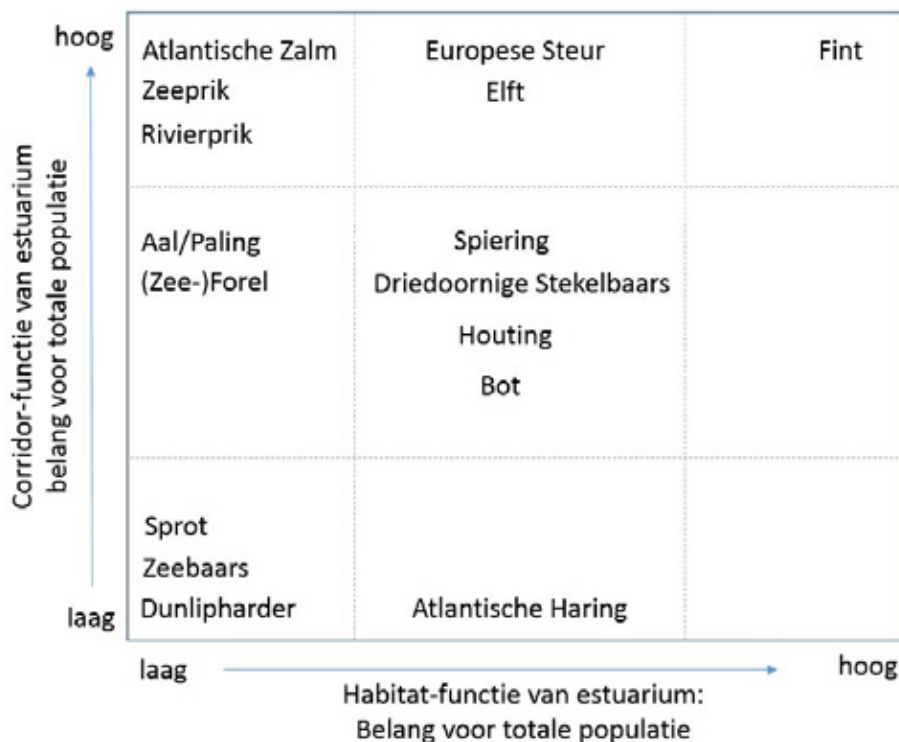 hoog
Atlantische Zalm Europese Steur Fint
Zeeprik Elft
Rivierprik
Aal/Paling Spiering
(Zee-)Forel Driedoornige Stekelbaars
Houting
Bot
Sprot
Zeebaars
laag Dunlipharder Atlantische Haring
Corridor-functie van estuarium
belang voor totale populatie
laag hoog
Habitat-functie van estuarium:
Belang voor totale populatie